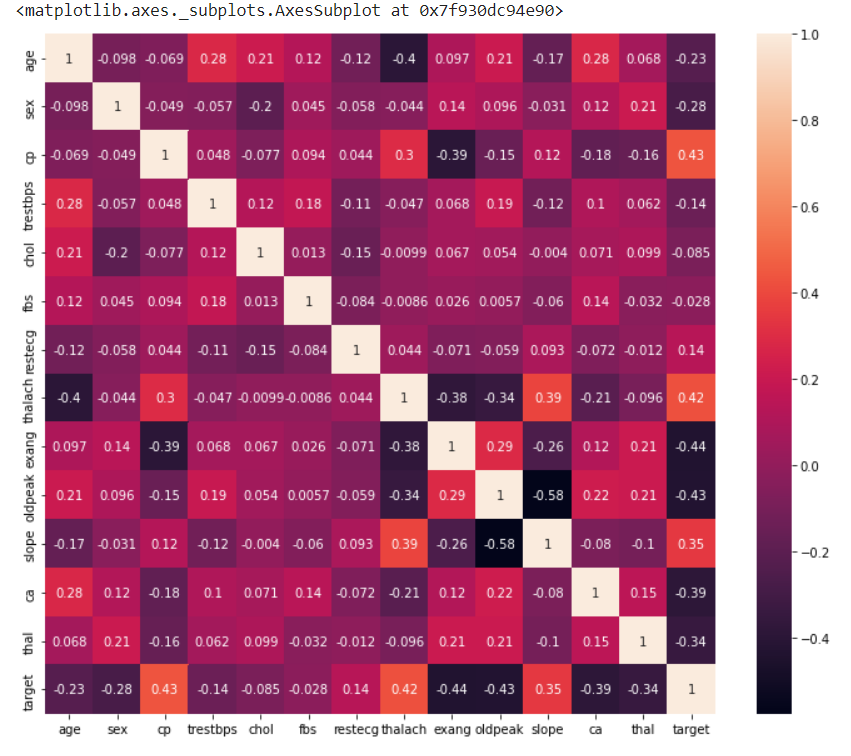 <matplotlib.axes._subplots.AxesSubplot at 0x7f930dc94e90>
age 1 -0.098 -0.069 0.28 0.21 0.12 -0.12 -0.4 0.097 0.21 -0.17 0.28 0.068 -0.23
sex -0.098 1 -0.049 -0.057 -0.2 0.045 -0.058 -0.044 0.14 0.096 -0.031 0.12 0.21 -0.28
cp -0.069 -0.049 1 0.048 -0.077 0.094 0.044 0.3 -0.39 -0.15 0.12 -0.18 -0.16 0.43
trestbps 0.28 -0.057 0.048 1 0.12 0.18 -0.11 -0.047 0.068 0.19 -0.12 0.1 0.062 -0.14
chol 0.21 -0.2 -0.077 0.12 1 0.013 -0.15 -0.0099 0.067 0.054 -0.004 0.071 0.099 -0.085
fbs 0.12 0.045 0.094 0.18 0.013 1 -0.084 -0.0086 0.026 0.0057 -0.06 0.14 -0.032 -0.028
restecg -0.12 -0.058 0.044 -0.11 -0.15 -0.084 1 0.044 -0.071 -0.059 0.093 -0.072 -0.012 0.14
thalach -0.4 -0.044 0.3 -0.047 -0.0099 -0.0086 0.044 1 -0.38 -0.34 0.39 -0.21 -0.096 0.42
exang 0.097 0.14 -0.39 0.068 0.067 0.026 -0.071 -0.38 1 0.29 -0.26 0.12 0.21 -0.44
oldpeak 0.21 0.096 -0.15 0.19 0.054 0.0057 -0.059 -0.34 0.29 1 -0.58 0.22 0.21 -0.43
slope -0.17 -0.031 0.12 -0.12 -0.004 -0.06 0.093 0.39 -0.26 -0.58 1 -0.08 -0.1 0.35
ca 0.28 0.12 -0.18 0.1 0.071 0.14 -0.072 -0.21 0.12 0.22 -0.08 1 0.15 -0.39
thal 0.068 0.21 -0.16 0.062 0.099 -0.032 -0.012 -0.096 0.21 0.21 -0.1 0.15 1 -0.34
target -0.23 -0.28 0.43 -0.14 -0.085 -0.028 0.14 0.42 -0.44 -0.43 0.35 -0.39 -0.34 1
age sex cp trestbps chol fbs restecg thalach exang oldpeak slope ca thal target
1.0
0.8
0.6
0.4
0.2
0.0
−0.2
−0.4